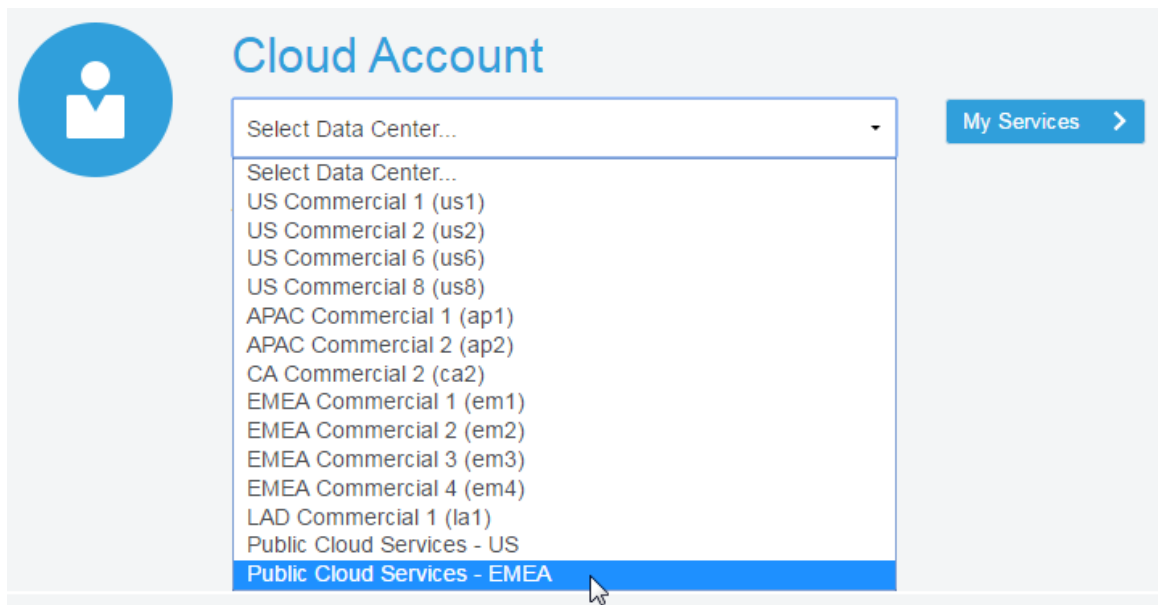 Cloud Account
Select Data Center...
My Services
Select Data Center...
US Commercial 1 (us1)
US Commercial 2 (us2)
US Commercial 6 (us6)
US Commercial 8 (us8)
APAC Commercial 1 (ap1)
APAC Commercial 2 (ap2)
CA Commercial 2 (ca2)
EMEA Commercial 1 (em1)
EMEA Commercial 2 (em2)
EMEA Commercial 3 (em3)
EMEA Commercial 4 (em4)
LAD Commercial 1 (la1)
Public Cloud Services - US
Public Cloud Services - EMEA